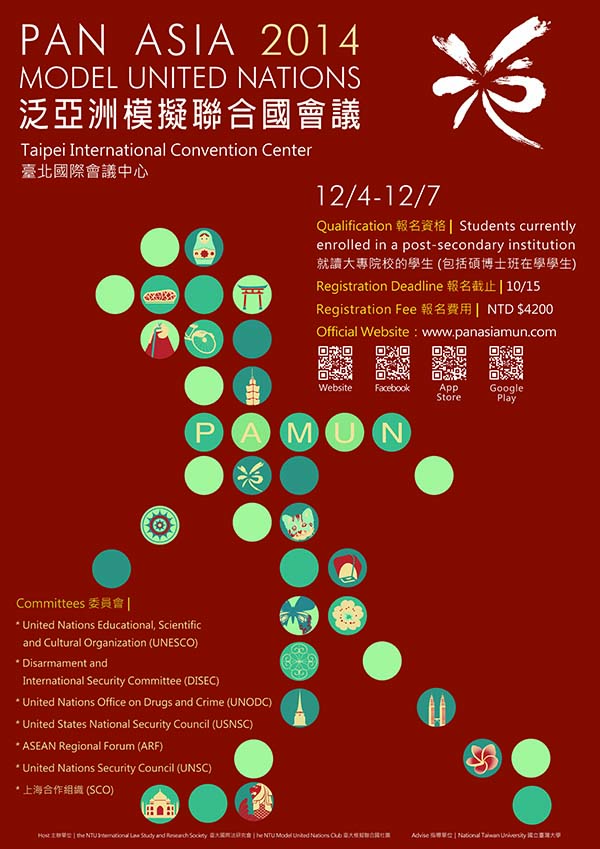 PAN ASIA 2014
MODEL UNITED NATIONS
泛亞洲模擬聯合國會議
Taipei International Convention Center
臺北國際會議中心
12/4-12/7
Qualification 報名資格 | Students currently
enrolled in a post-secondary institution
就讀大專院校的學生 (包括碩博士班在學學生)
Registration Deadline 報名截止 | 10/15
Registration Fee 報名費用 | NTD $4200
Official Website : www.panasiamun.com
Website
Facebook
App
Store
Google
Play
PAMUN
Committees 委員會 |
* United Nations Educational, Scientific
and Cultural Organization (UNESCO)
* Disarmament and
International Security Committee (DISEC)
* United Nations Office on Drugs and Crime (UNODC)
* United States National Security Council (USNSC)
* ASEAN Regional Forum (ARF)
* United Nations Security Council (UNSC)
* 上海合作組織 (SCO)
Host 主辦單位 | the NTU International Law Study and Research Society 臺大國際法研究會 | he NTU Model United Nations Club 臺大模擬聯合國社團 Advise 指導單位 | National Taiwan University 國立臺灣大學